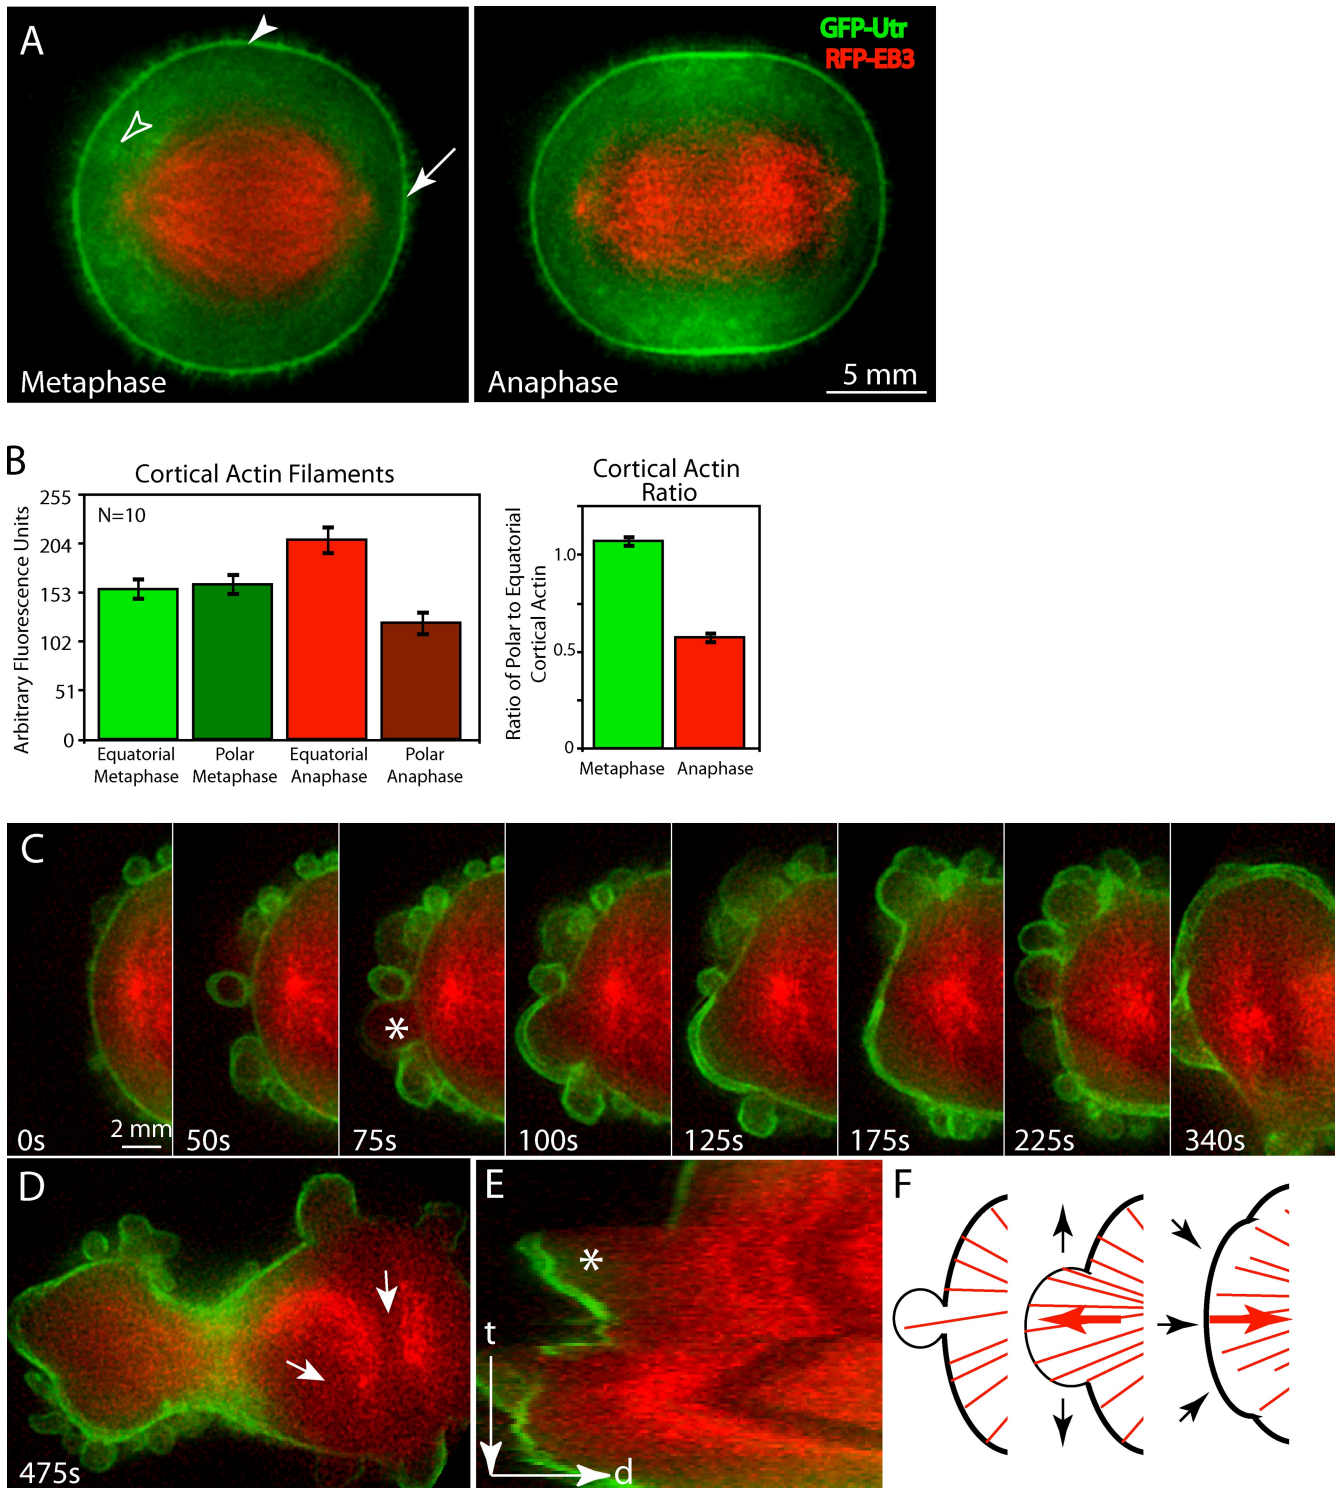 A
GFP-Utr
RFP-EB3
Metaphase
Anaphase
5 mm
B
Cortical Actin Filaments
Arbitrary Fluorescence Units
255
204
153
102
51
0
N=10
Equatorial
Metaphase
Polar
Metaphase
Equatorial
Anaphase
Polar
Anaphase
Cortical Actin
Ratio
Ratio of Polar to Equatorial
Cortical Actin
1.0
0.5
0
Metaphase
Anaphase
C
*
0s
2 mm
50s
75s
100s
125s
175s
225s
340s
D
475s
E
*
t
d
F